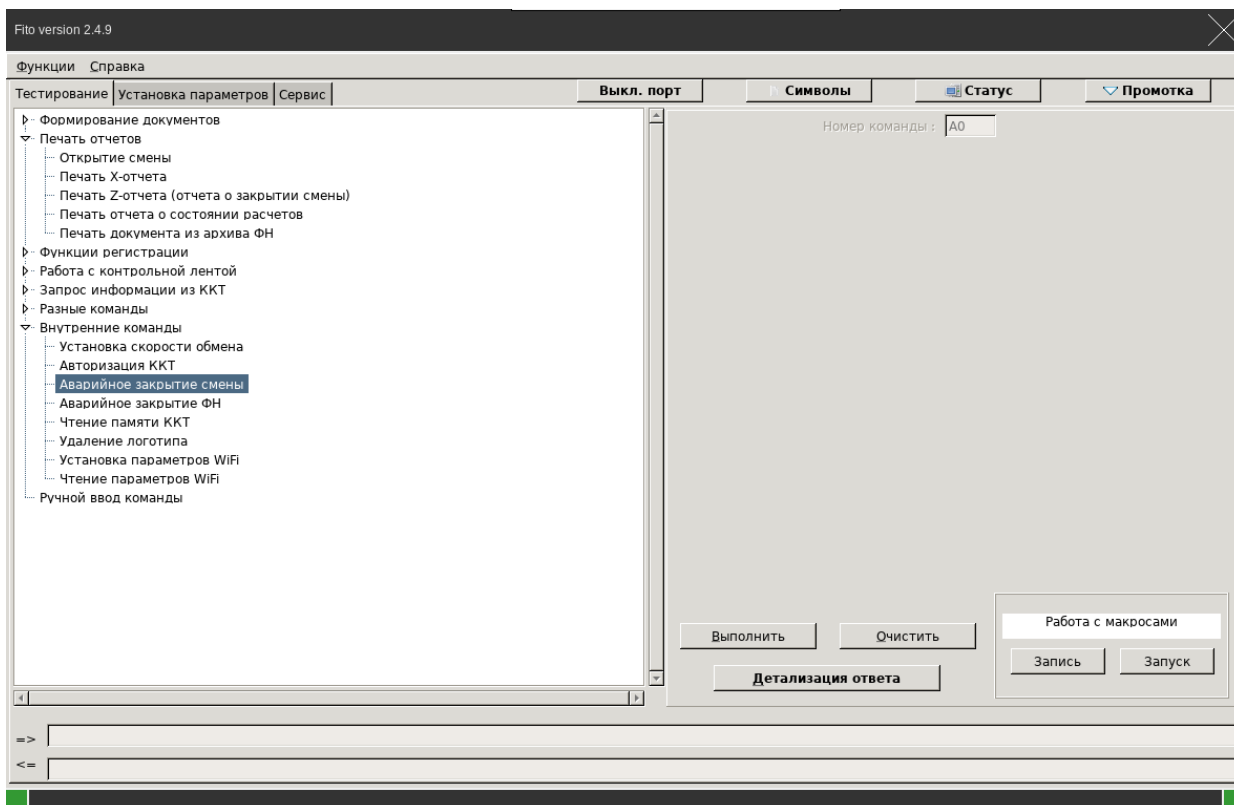 Fito version 2.4.9
Функции Справка
Тестирование Установка параметров Сервис Выкл. порт Символы Статус Промотка
Формирование документов
Печать отчетов
Открытие смены
Печать X-отчета
Печать Z-отчета (отчета о закрытии смены)
Печать отчета о состоянии расчетов
Печать документа из архива ФН
Функции регистрации
Работа с контрольной лентой
Запрос информации из ККТ
Разные команды
Внутренние команды
Установка скорости обмена
Авторизация ККТ
Аварийное закрытие смены
Аварийное закрытие ФН
Чтение памяти ККТ
Удаление логотипа
Установка параметров WiFi
Чтение параметров WiFi
Ручной ввод команды
Номер команды : A0
Выполнить Очистить
Детализация ответа
Работа с макросами
Запись Запуск
=>
<=